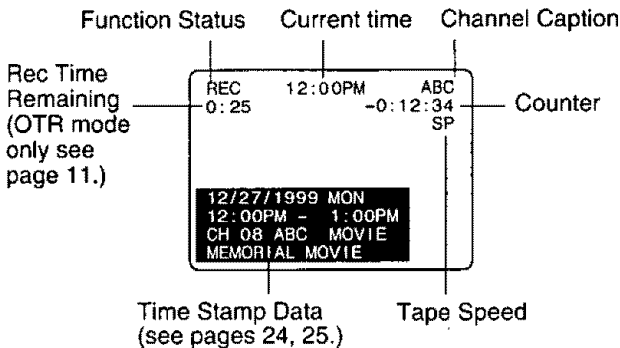 Function Status Current time Channel Caption
Rec Time
Remaining
(OTR mode
only see
page 11.)
REC 12:00PM ABC
0:25 -0:12:34
SP
Counter
12/27/1999 MON
12:00PM - 1:00PM
CH 08 ABC MOVIE
MEMORIAL MOVIE
Time Stamp Data
(see pages 24, 25.)
Tape Speed